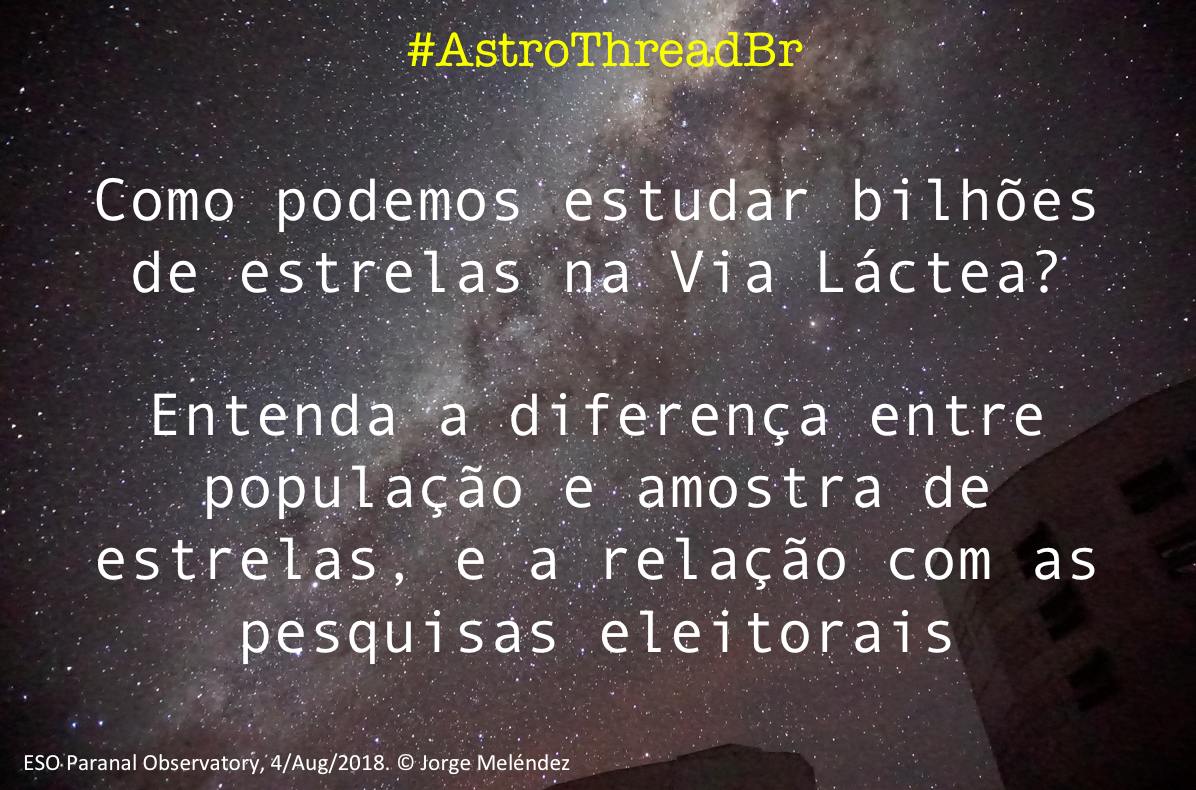 #AstroThreadBr
Como podemos estudar bilhões
de estrelas na Via Láctea?
Entenda a diferença entre
população e amostra de
estrelas, e a relação com as
pesquisas eleitorais
ESO Paranal Observatory, 4/Aug/2018. © Jorge Meléndez